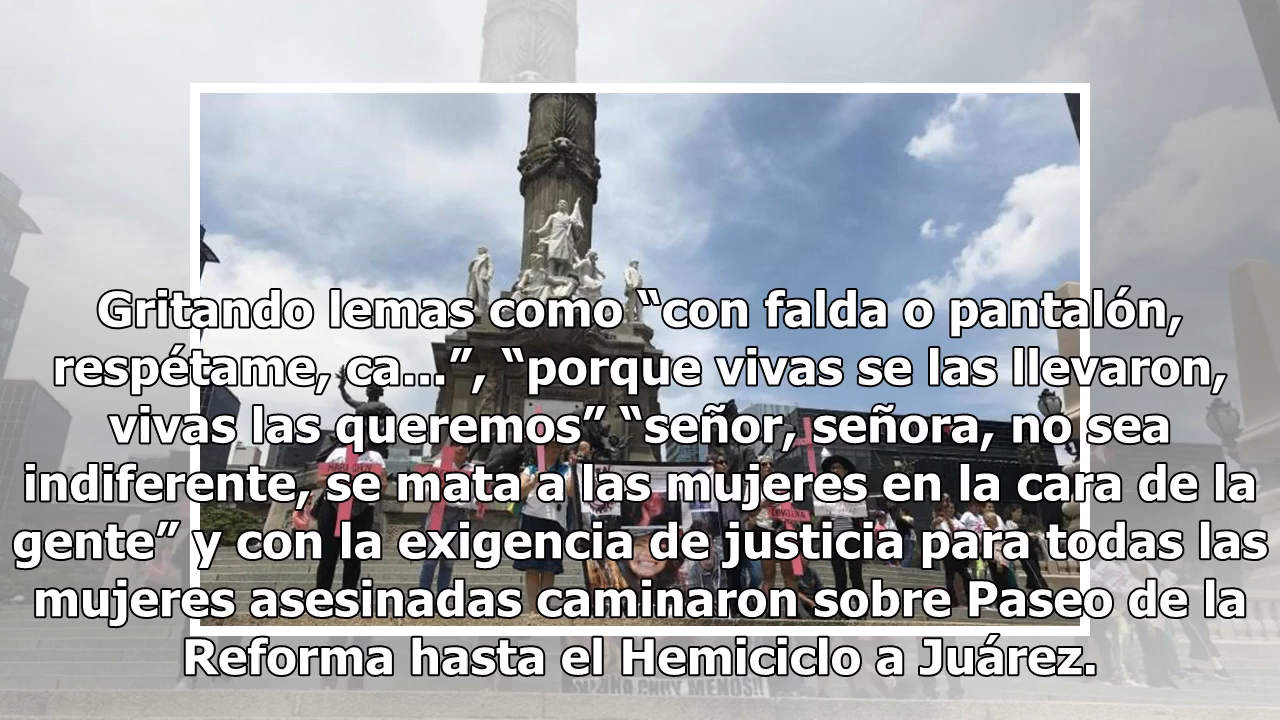 Gritando lemas como “con falda o pantalón,
respétame, ca...”, “porque vivas se las llevaron,
vivas las queremos” “señor, señora, no sea
indiferente, se mata a las mujeres en la cara de la
gente” y con la exigencia de justicia para todas las
mujeres asesinadas caminaron sobre Paseo de la
Reforma hasta el Hemiciclo a Juárez.
MENOS!!